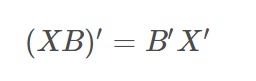 (XB)′ = B′X′